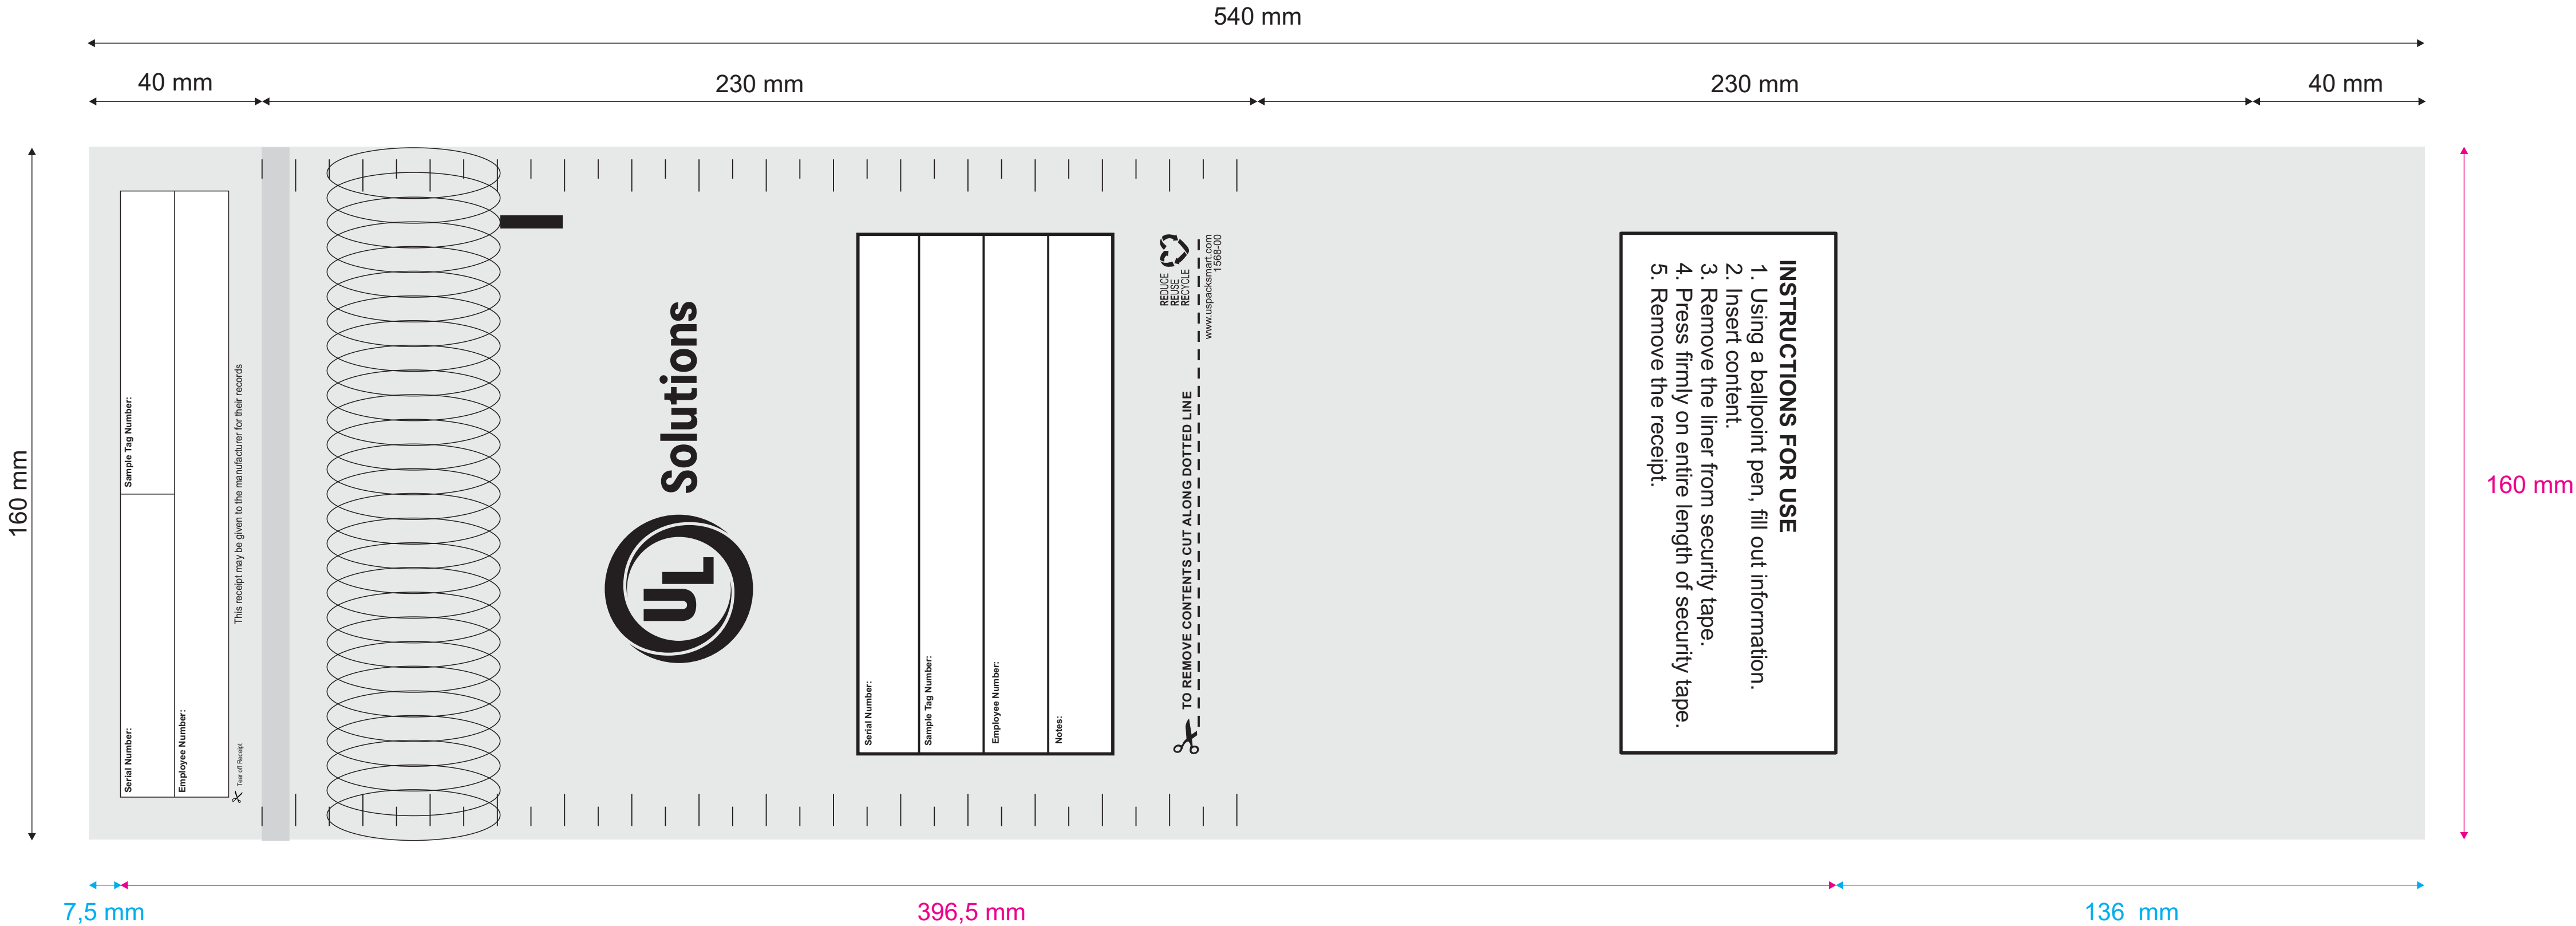 540 mm
40 mm
230 mm
230 mm
40 mm
160 mm
Serial Number:
Sample Tag Number:
Employee Number:
This receipt may be given to the manufacturer for their records
Tear off Receipt
UL
Solutions
Serial Number:
Sample Tag Number:
Employee Number:
Notes:
REDUCE
REUSE
RECYCLE
TO REMOVE CONTENTS CUT ALONG DOTTED LINE
www.uspacksmart.com
1568-00
INSTRUCTIONS FOR USE
1. Using a ballpoint pen, fill out information.
2. Insert content.
3. Remove the liner from security tape.
4. Press firmly on entire length of security tape.
5. Remove the receipt.
160 mm
7,5 mm
396,5 mm
136 mm